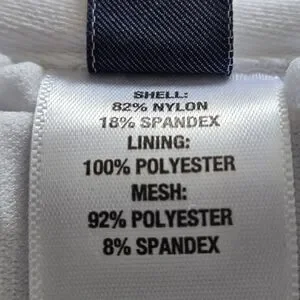 SHELL:
82% NYLON
18% SPANDEX
LINING:
100% POLYESTER
MESH:
92% POLYESTER
8% SPANDEX